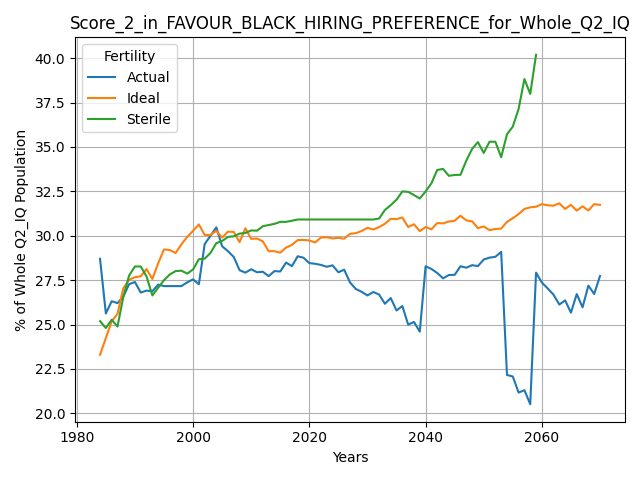 Score_2_in_FAVOUR_BLACK_HIRING_PREFERENCE_for_Whole_Q2_IQ
Fertility
Actual
Ideal
Sterile
% of Whole Q2_IQ Population
40.0
37.5
35.0
32.5
30.0
27.5
25.0
22.5
20.0
1980
2000
2020
2040
2060
Years